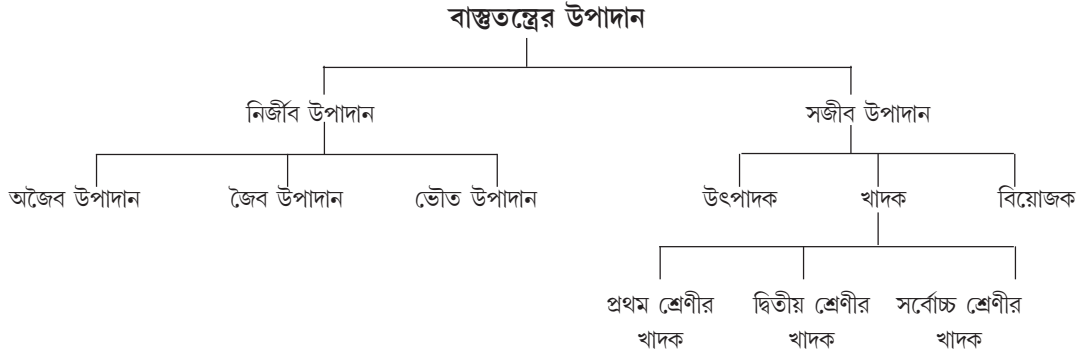 বাস্তুতন্ত্রের উপাদান
নির্জীব উপাদান সজীব উপাদান
অজৈব উপাদান জৈব উপাদান ভৌত উপাদান উৎপাদক খাদক বিয়োজক
প্রথম শ্রেণীর দ্বিতীয় শ্রেণীর সর্বোচ্চ শ্রেণীর
খাদক খাদক খাদক